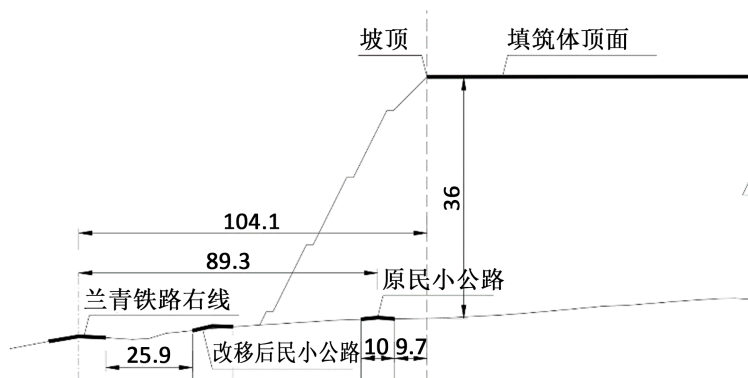 坡顶 填筑体顶面
36
104.1
89.3
原民小公路
兰青铁路右线
25.9 改移后民小公路 10 9.7